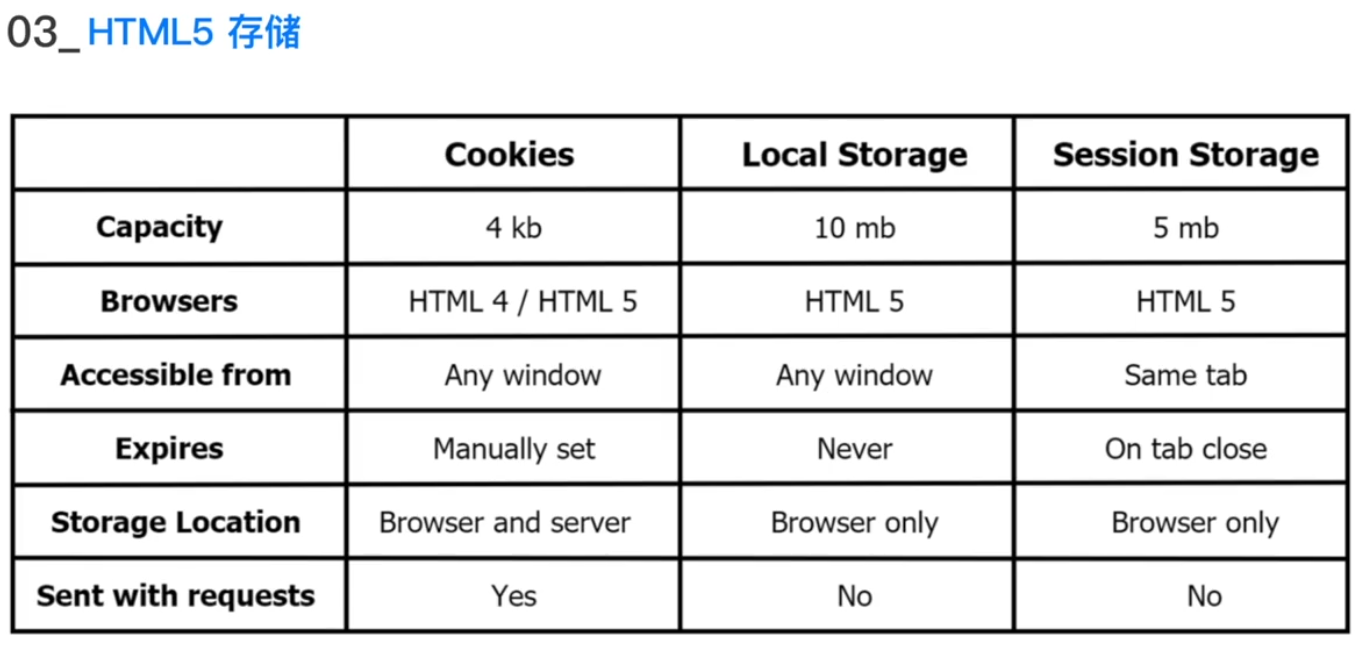 03_ HTML5 存储
Cookies Local Storage Session Storage
Capacity 4 kb 10 mb 5 mb
Browsers HTML 4 / HTML 5 HTML 5 HTML 5
Accessible from Any window Any window Same tab
Expires Manually set Never On tab close
Storage Location Browser and server Browser only Browser only
Sent with requests Yes No No